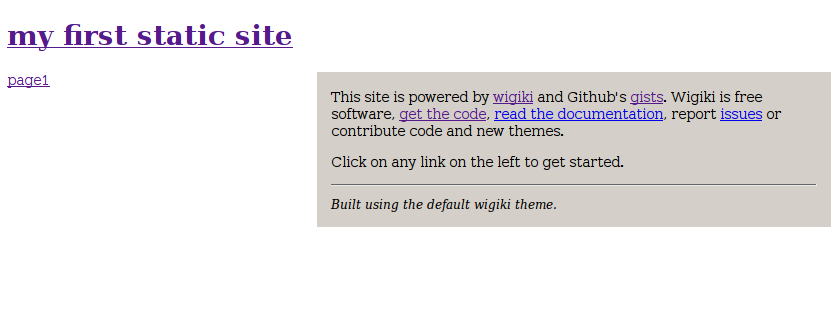 my first static site
page1
This site is powered by wigiki and Github's gists. Wigiki is free
software, get the code, read the documentation, report issues or
contribute code and new themes.
Click on any link on the left to get started.
Built using the default wigiki theme.